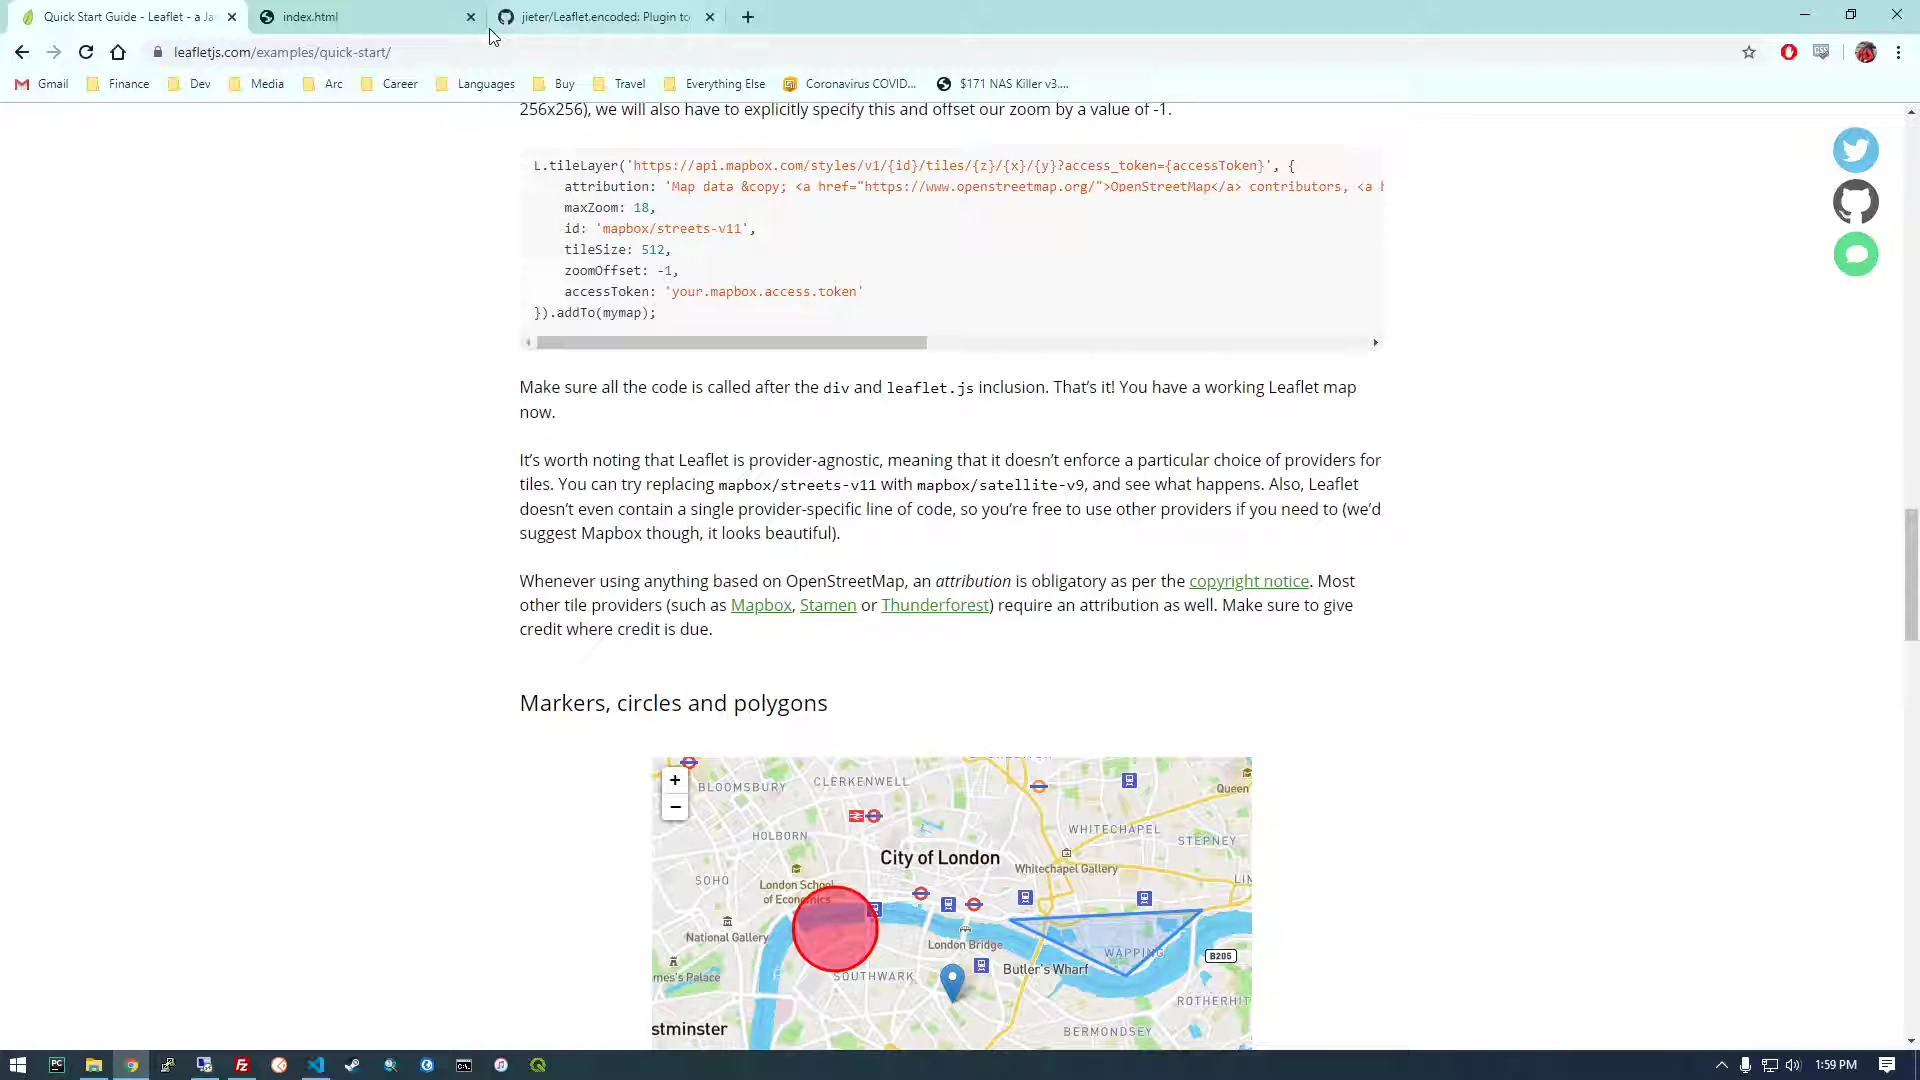 Quick Start Guide - Leaflet - a Ja
index.html
jieter/Leaflet.encoded: Plugin to
leafletjs.com/examples/quick-start/
Gmail
Finance
Dev
Media
Arc
Career
Languages
Buy
Travel
Everything Else
Coronavirus COVID...
$171 NAS Killer v3....
256x256), we will also have to explicitly specify this and offset our zoom by a value of -1.
L.tileLayer('https://api.mapbox.com/styles/v1/{id}/tiles/{z}/{x}/{y}?access_token={accessToken}', {
attribution: 'Map data &copy; <a href="https://www.openstreetmap.org/">OpenStreetMap</a> contributors, <a h
maxZoom: 18,
id: 'mapbox/streets-v11',
tileSize: 512,
zoomOffset: -1,
accessToken: 'your.mapbox.access.token'
}).addTo(mymap);
Make sure all the code is called after the div and leaflet.js inclusion. That's it! You have a working Leaflet map
now.
It's worth noting that Leaflet is provider-agnostic, meaning that it doesn't enforce a particular choice of providers for
tiles. You can try replacing mapbox/streets-v11 with mapbox/satellite-v9, and see what happens. Also, Leaflet
doesn't even contain a single provider-specific line of code, so you're free to use other providers if you need to (we'd
suggest Mapbox though, it looks beautiful).
Whenever using anything based on OpenStreetMap, an attribution is obligatory as per the copyright notice. Most
other tile providers (such as Mapbox, Stamen or Thunderforest) require an attribution as well. Make sure to give
credit where credit is due.
Markers, circles and polygons
+
−
BLOOMSBURY
CLERKENWELL
Queen
HOLBORN
WHITECHAPEL
STEPNEY
City of London
Whitechapel Gallery
SOHO
London School
of Economics
LIM
National Gallery
London Bridge
WAPPING
B205
mes's Palace
SOUTHWARK
Butler's Wharf
ROTHERHIT
stminster
BERMONDSEY
1:59 PM